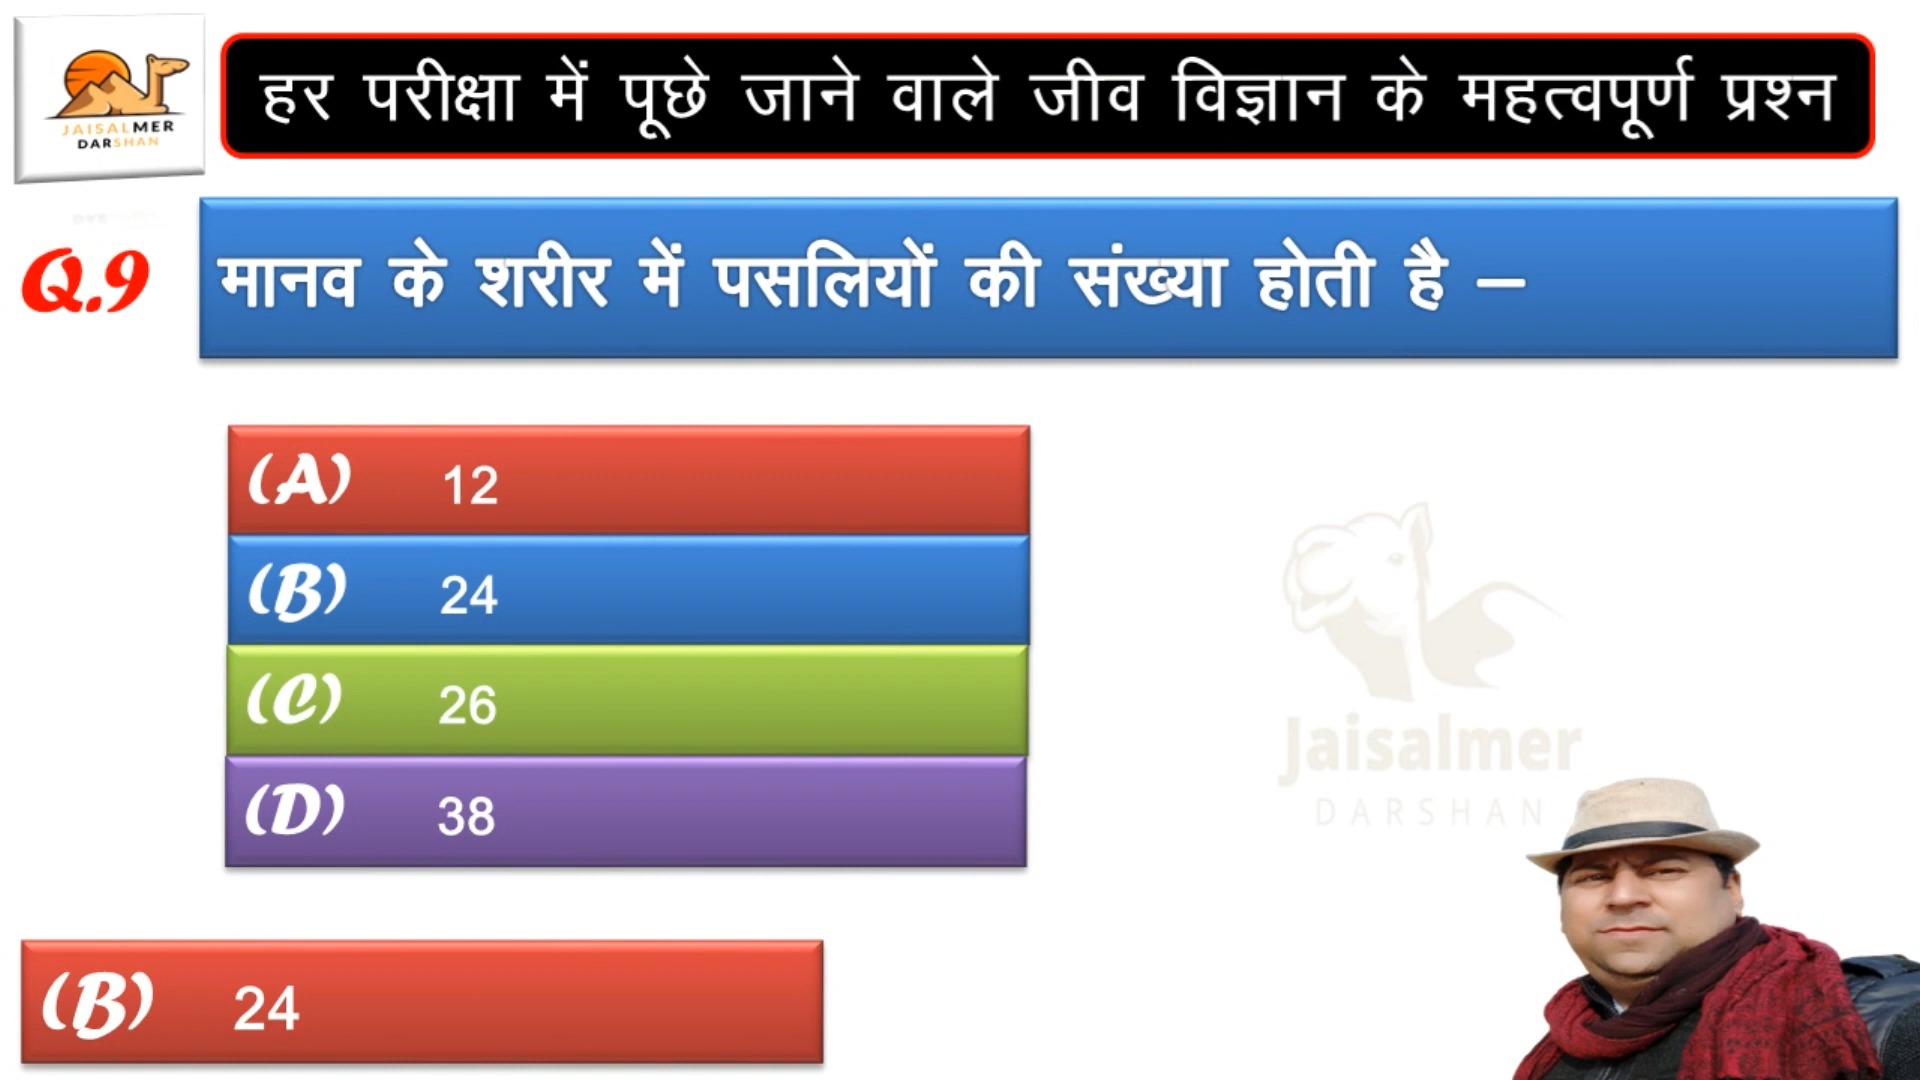 JAISALMER
DARSHAN
हर परीक्षा में पूछे जाने वाले जीव विज्ञान के महत्वपूर्ण प्रश्न
Q.9
मानव के शरीर में पसलियों की संख्या होती है –
(A) 12
(B) 24
(C) 26
(D) 38
Jaisalmer
DARSHAN
(B) 24